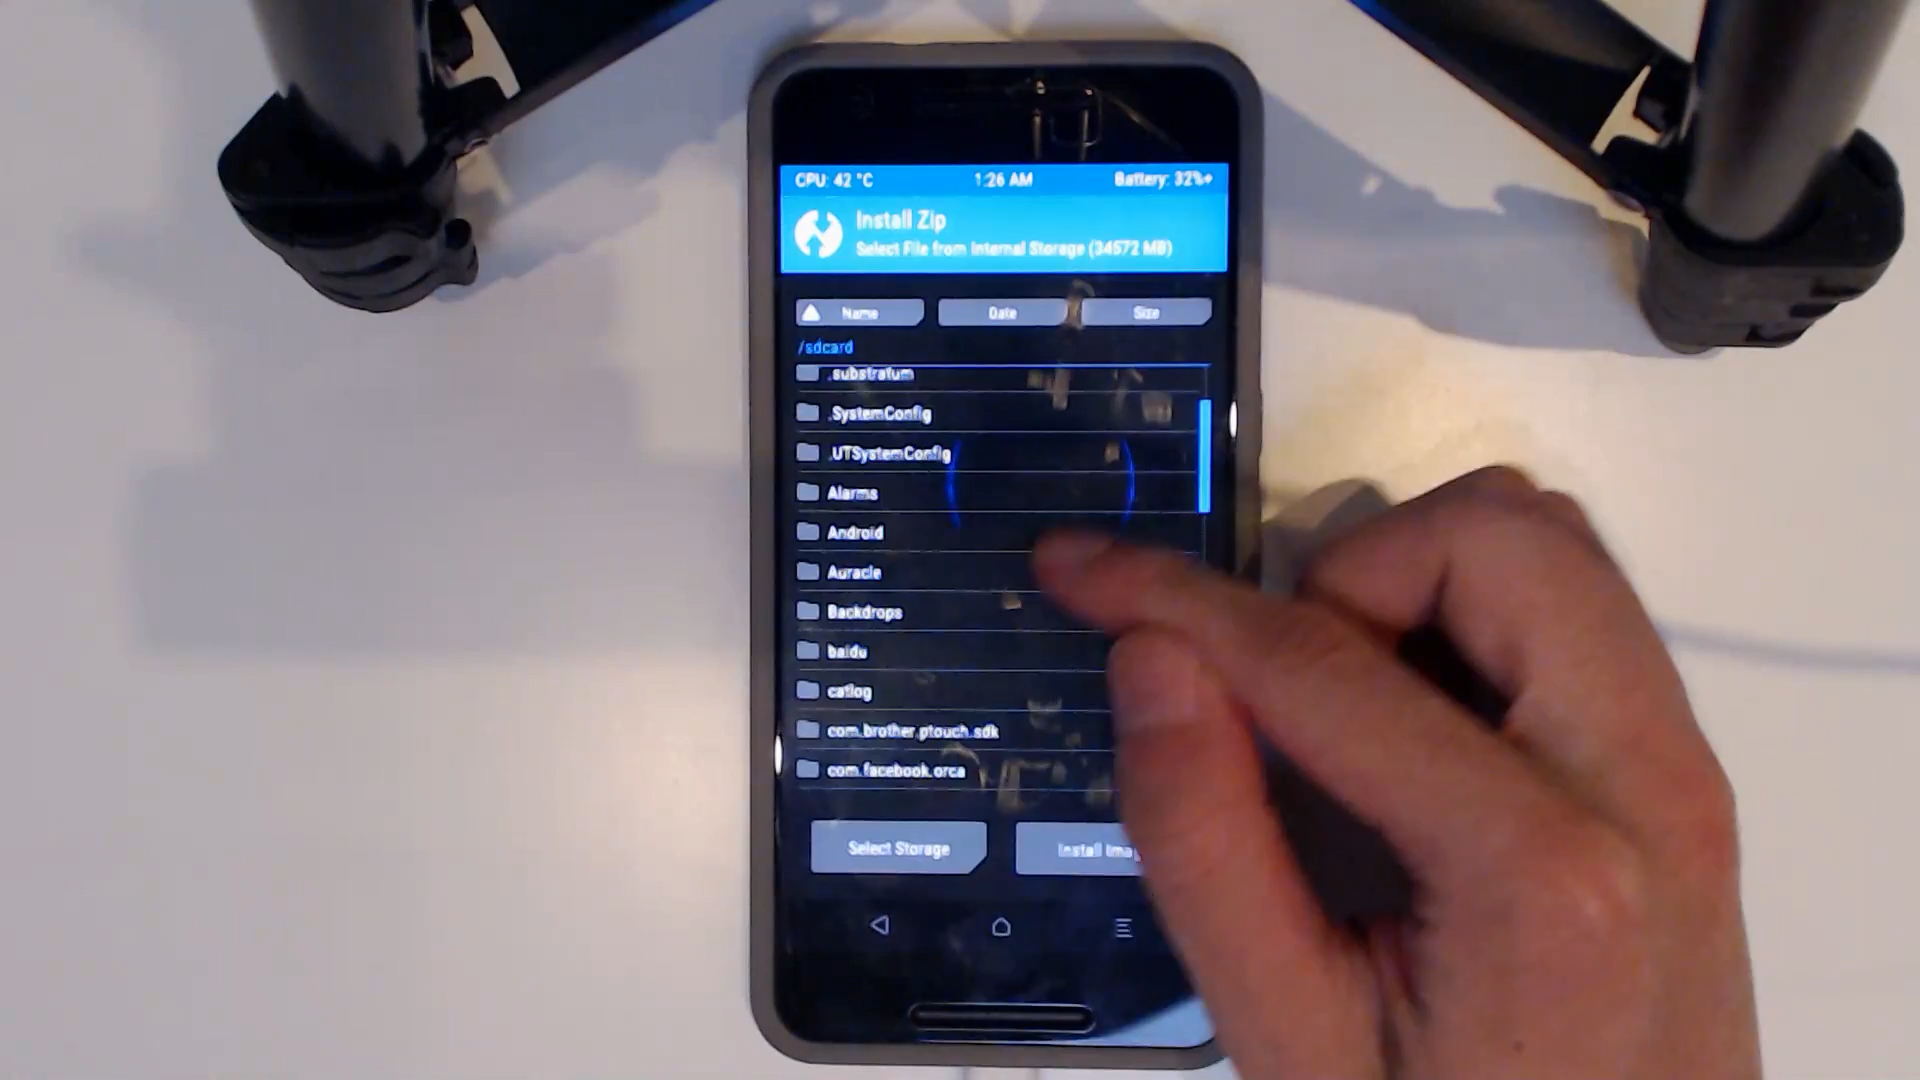 CPU: 42 °C 1:26 AM Battery: 32%+
Install Zip
Select File from Internal Storage (34572 MB)
Name Date Size
/sdcard
.substratum
.SystemConfig
.UTSystemConfig
Alarms
Android
Auracle
Backdrops
baidu
catlog
com.brother.ptouch.sdk
com.facebook.orca
Select Storage Install Ima